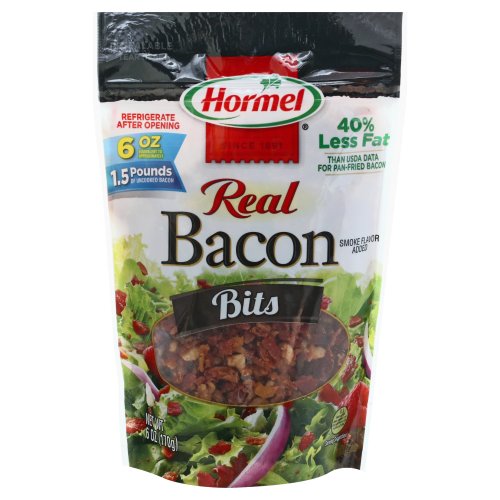 Hormel
®
SINCE 1891
REFRIGERATE
AFTER OPENING
6 OZ
1.5 Pounds
OF UNCOOKED BACON
40%
Less Fat
THAN USDA DATA
FOR PAN-FRIED BACON
Real
Bacon
SMOKE FLAVOR
ADDED
Bits
NET WT
6 OZ (170g)